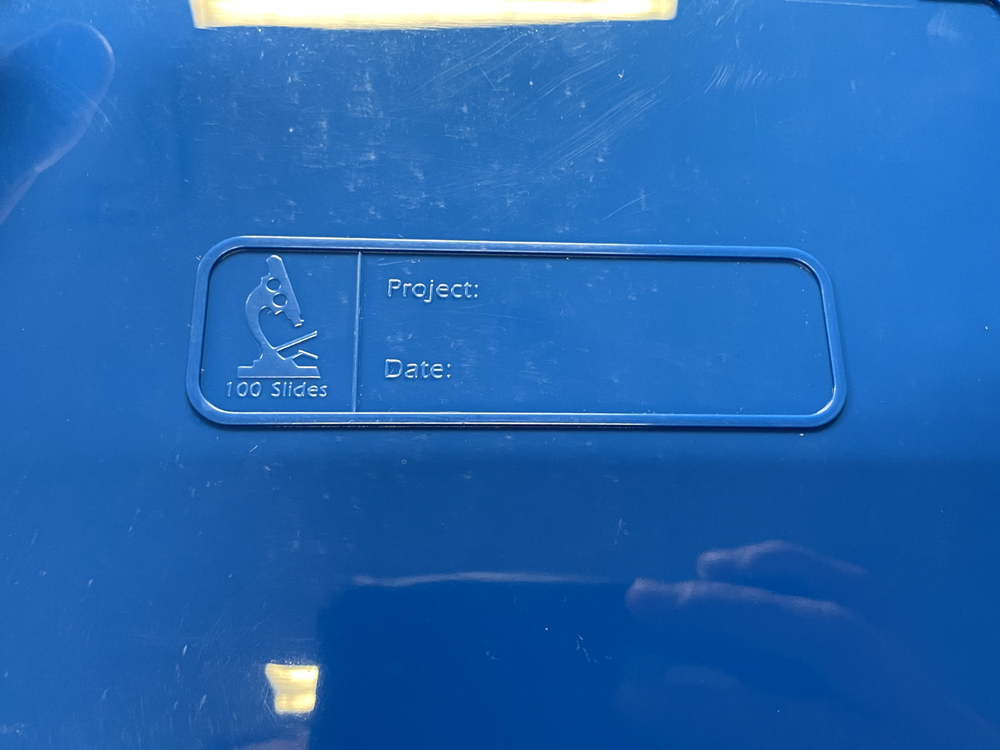 Project:
Date:
100 Slides